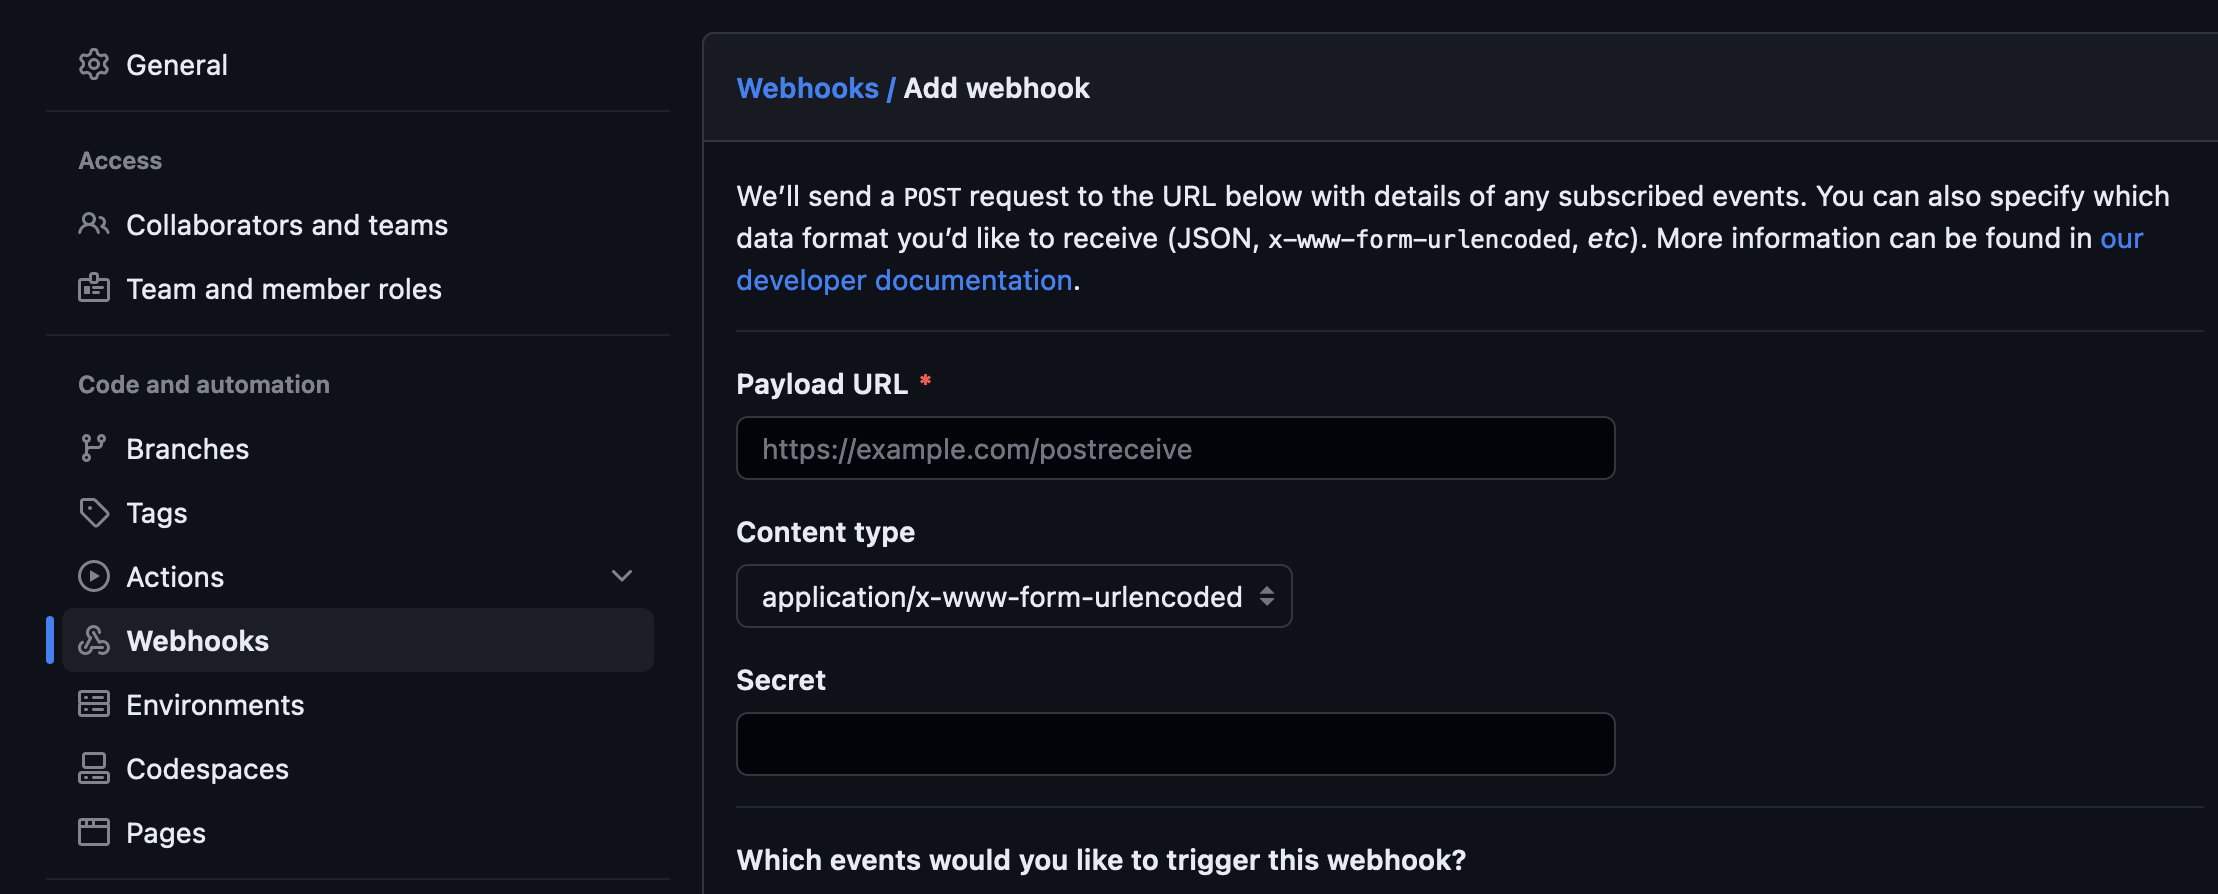 General
Access
Collaborators and teams
Team and member roles
Code and automation
Branches
Tags
Actions
Webhooks
Environments
Codespaces
Pages
Webhooks / Add webhook
We’ll send a POST request to the URL below with details of any subscribed events. You can also specify which
data format you’d like to receive (JSON, x-www-form-urlencoded, etc). More information can be found in our
developer documentation.
Payload URL *
https://example.com/postreceive
Content type
application/x-www-form-urlencoded
Secret
Which events would you like to trigger this webhook?